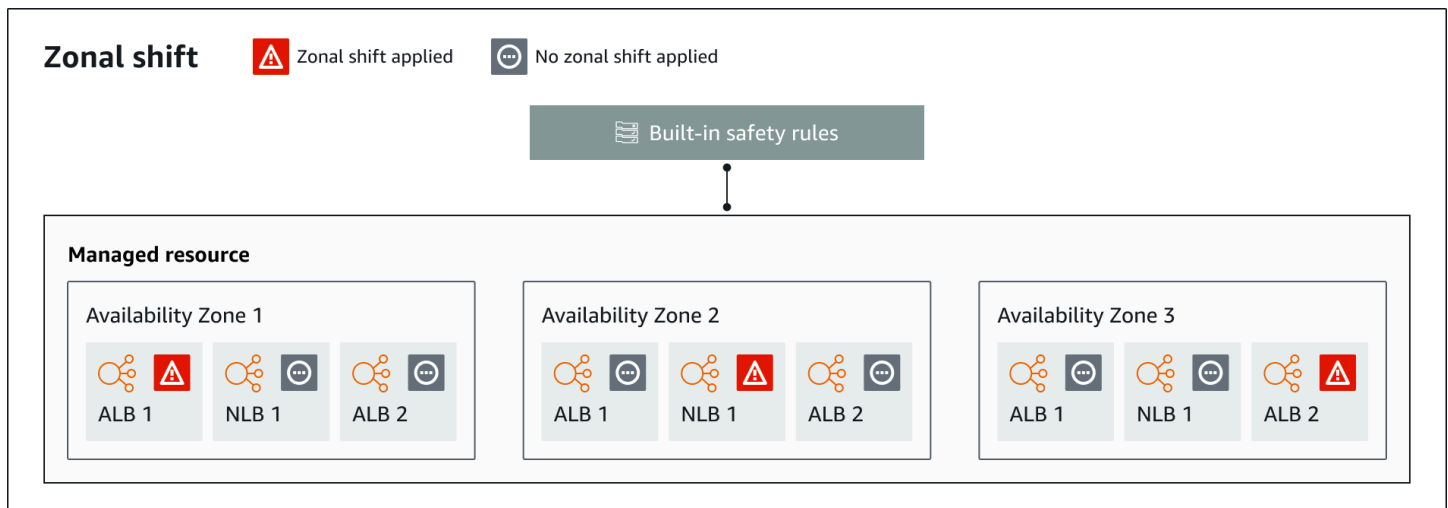 Zonal shift
Zonal shift applied
No zonal shift applied
Built-in safety rules
Managed resource
Availability Zone 1
ALB 1
NLB 1
ALB 2
Availability Zone 2
ALB 1
NLB 1
ALB 2
Availability Zone 3
ALB 1
NLB 1
ALB 2